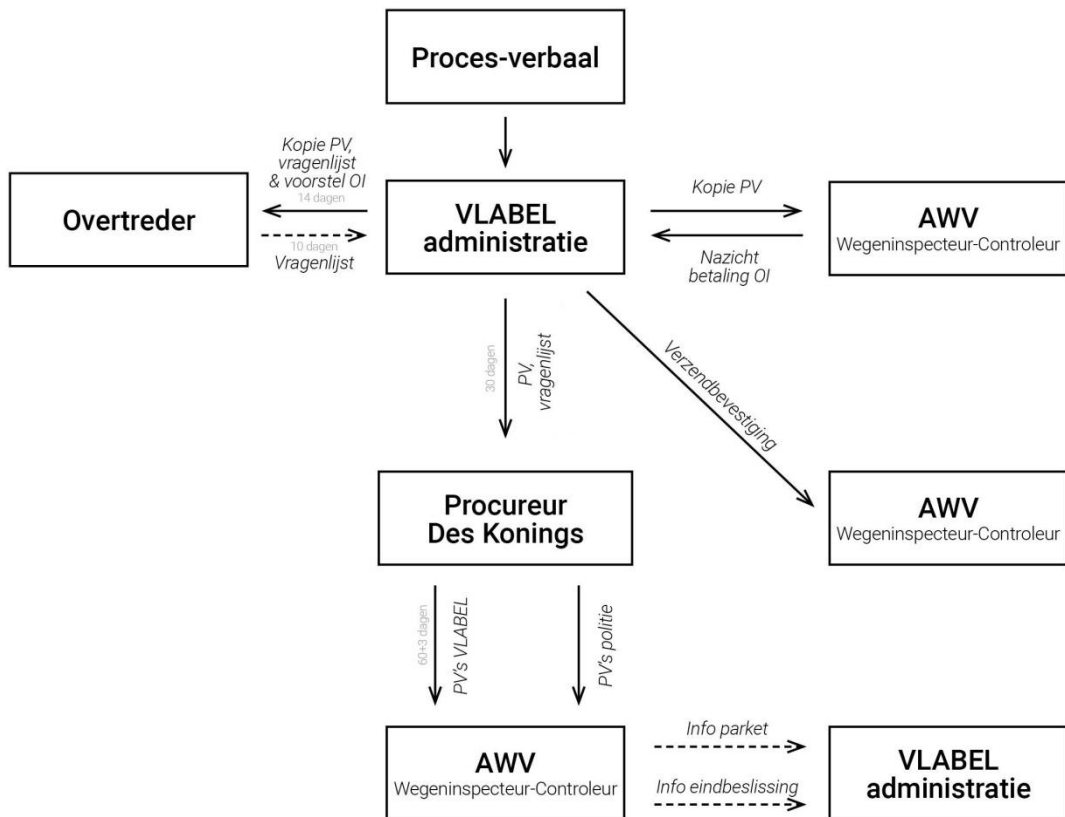 Proces-verbaal
Kopie PV,
vragenlijst
& voorstel OI
14 dagen
Overtreder
10 dagen
Vragenlijst
VLABEL
administratie
Kopie PV
Nazicht
betaling OI
AWV
Wegeninspecteur-Controleur
30 dagen
PV,
vragenlijst
Verzendbevestiging
Procureur
Des Konings
AWV
Wegeninspecteur-Controleur
60+3 dagen
PV's VLABEL
PV's politie
AWV
Wegeninspecteur-Controleur
Info parket
Info eindbeslissing
VLABEL
administratie